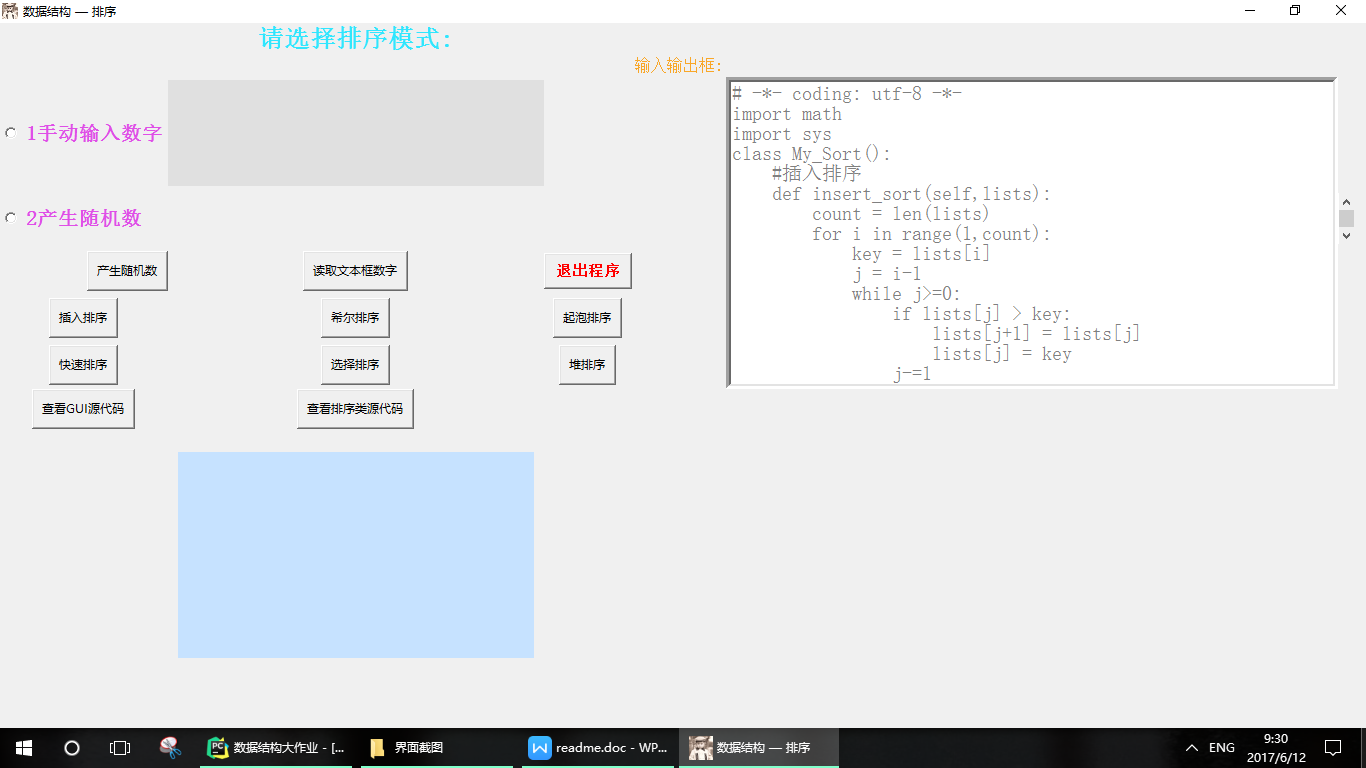 数据结构 — 排序
请选择排序模式:
输入输出框:
1手动输入数字
2产生随机数
产生随机数
读取文本框数字
退出程序
插入排序
希尔排序
起泡排序
快速排序
选择排序
堆排序
查看GUI源代码
查看排序类源代码
# -*- coding: utf-8 -*-
import math
import sys
class My_Sort():
    #插入排序
    def insert_sort(self,lists):
        count = len(lists)
        for i in range(1,count):
            key = lists[i]
            j = i-1
            while j>=0:
                if lists[j] > key:
                    lists[j+1] = lists[j]
                    lists[j] = key
                j-=1
PC
数据结构大作业 - [...
界面截图
W
readme.doc - WP...
数据结构 — 排序
ENG
9:30
2017/6/12